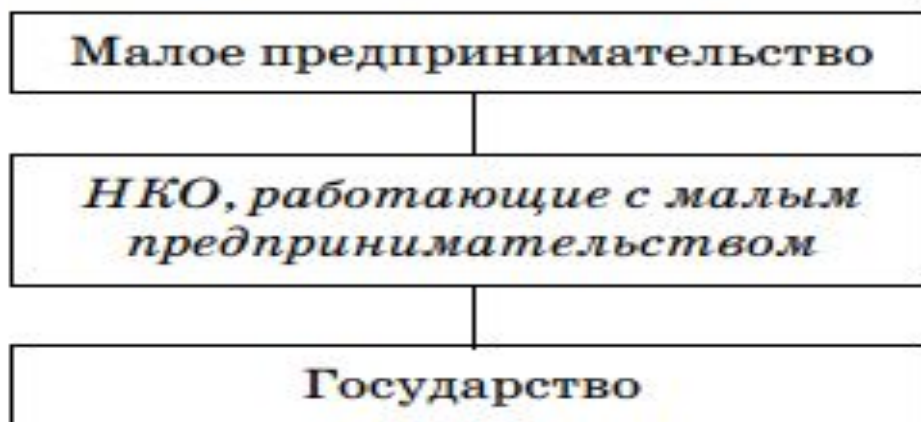 Малое предпринимательство
НКО, работающие с малым
предпринимательством
Государство